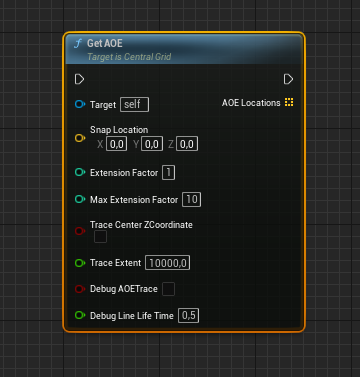 f Get AOE
Target is Central Grid
Target self
AOE Locations
Snap Location
X 0,0 Y 0,0 Z 0,0
Extension Factor 1
Max Extension Factor 10
Trace Center ZCoordinate
Trace Extent 10000,0
Debug AOETrace
Debug Line Life Time 0,5